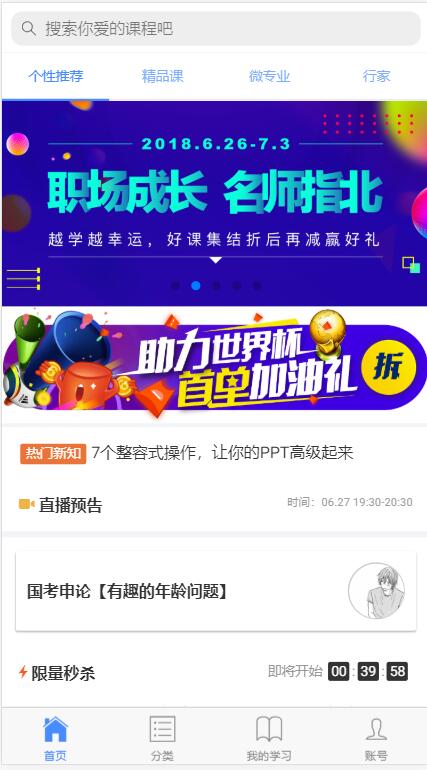 搜索你爱的课程吧
个性推荐 精品课 微专业 行家
2018.6.26-7.3
职场成长 名师指北
越学越幸运，好课集结折后再减赢好礼
助力世界杯
首单加油礼
拆
热门新知 7个整容式操作，让你的PPT高级起来
直播预告 时间：06.27 19:30-20:30
国考申论【有趣的年龄问题】
限量秒杀 即将开始 00:39:58
首页 分类 我的学习 账号